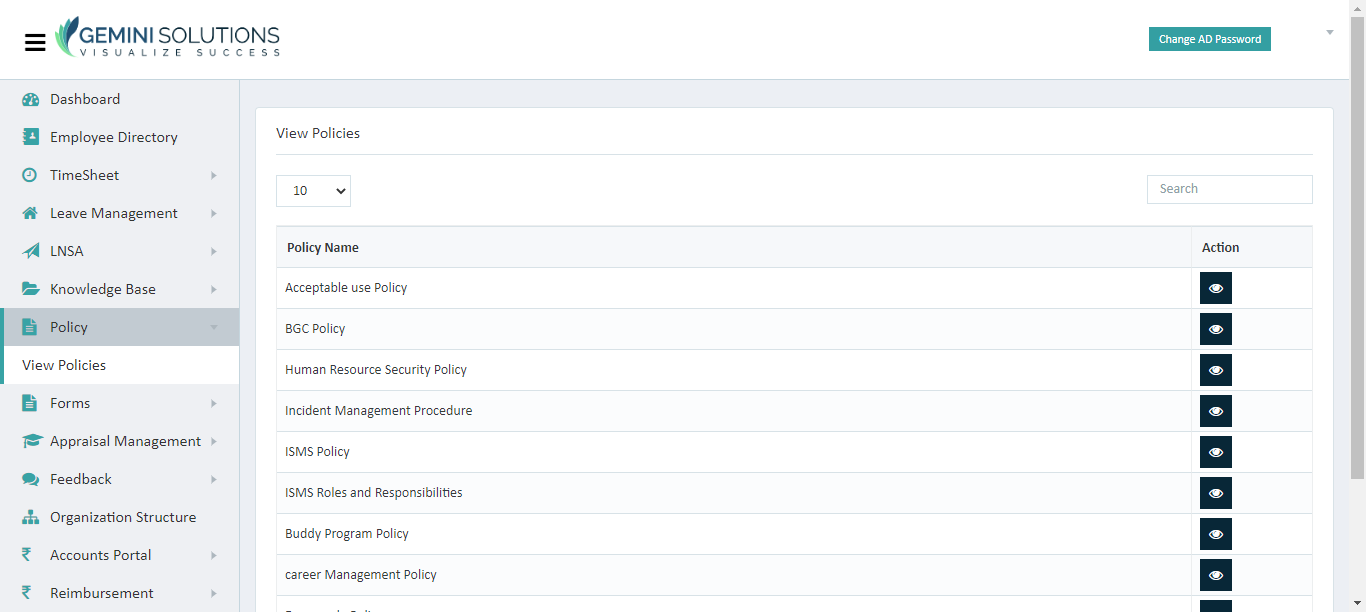 GEMINI SOLUTIONS
VISUALIZE SUCCESS
Change AD Password
Dashboard
Employee Directory
TimeSheet
Leave Management
LNSA
Knowledge Base
Policy
View Policies
Forms
Appraisal Management
Feedback
Organization Structure
Accounts Portal
Reimbursement
View Policies
10
Search
Policy Name
Action
Acceptable use Policy
BGC Policy
Human Resource Security Policy
Incident Management Procedure
ISMS Policy
ISMS Roles and Responsibilities
Buddy Program Policy
career Management Policy